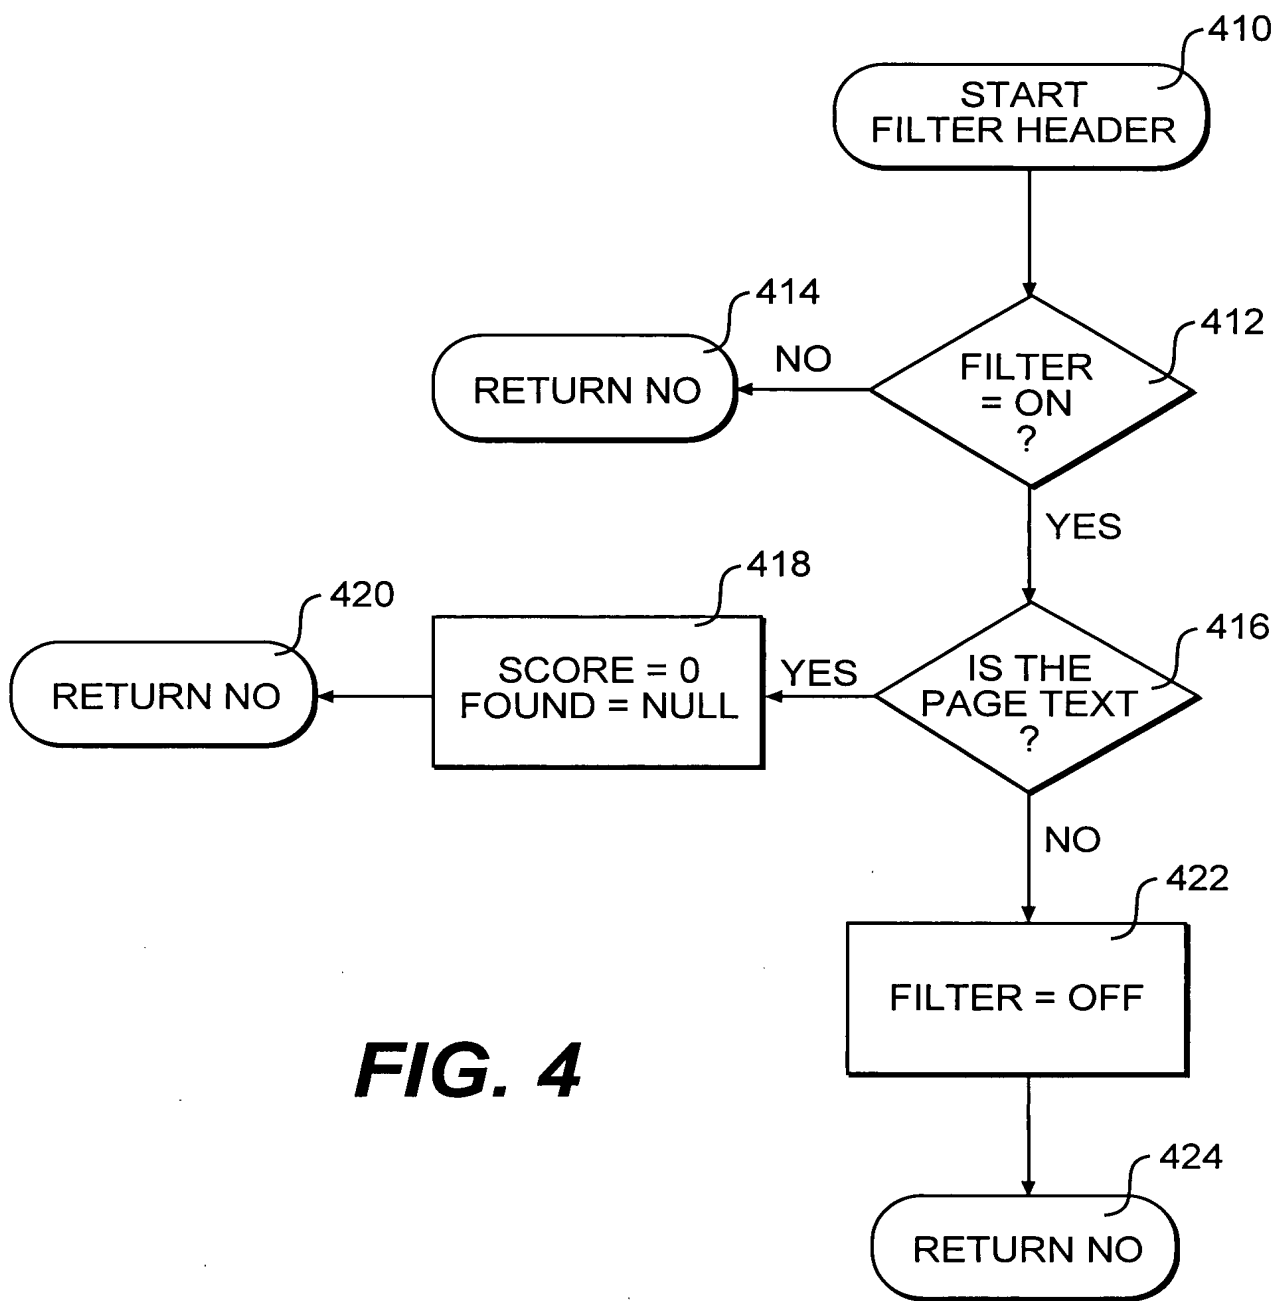 410
START
FILTER HEADER
414
412
NO
FILTER
= ON
?
RETURN NO
YES
418
420
416
SCORE = 0
FOUND = NULL
YES
IS THE
PAGE TEXT
?
RETURN NO
NO
422
FILTER = OFF
FIG. 4
424
RETURN NO